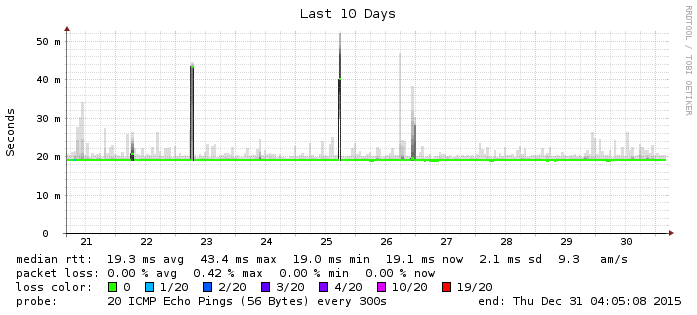 Last 10 Days
RRDTOOL / TOBI OETIKER
Seconds
50 m
40 m
30 m
20 m
10 m
0
21 22 23 24 25 26 27 28 29 30
median rtt: 19.3 ms avg 43.4 ms max 19.0 ms min 19.1 ms now 2.1 ms sd 9.3 am/s
packet loss: 0.00 % avg 0.42 % max 0.00 % min 0.00 % now
loss color: 0 1/20 2/20 3/20 4/20 10/20 19/20
probe: 20 ICMP Echo Pings (56 Bytes) every 300s end: Thu Dec 31 04:05:08 2015